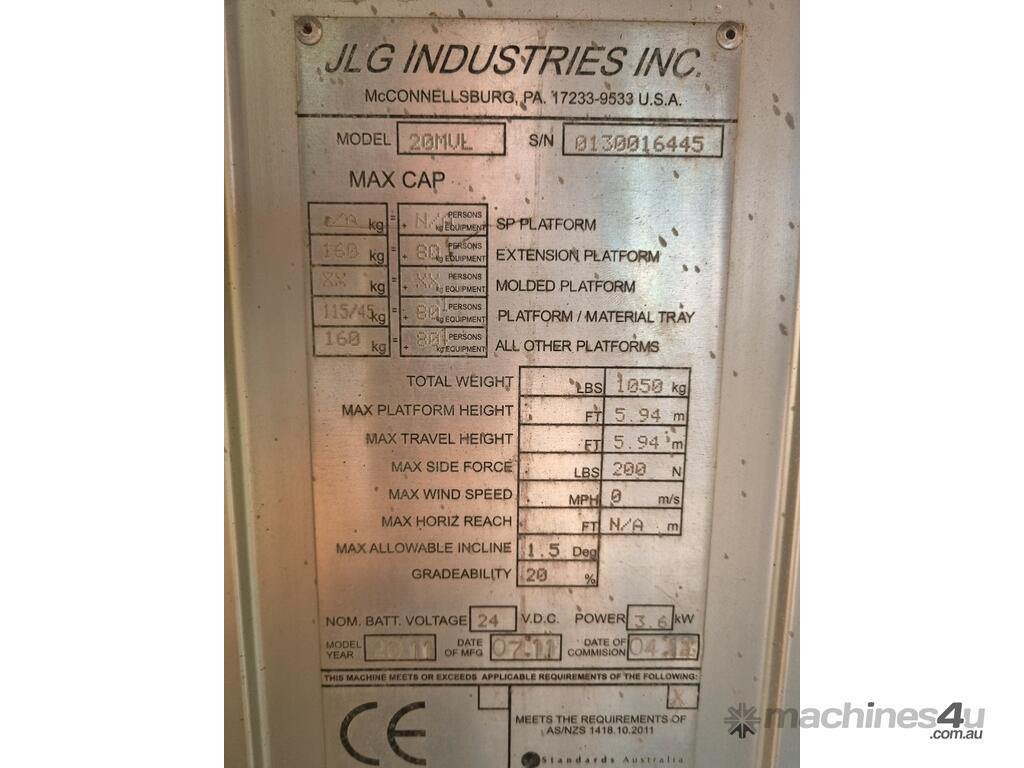 JLG INDUSTRIES INC.
McCONNELLSBURG, PA. 17233-9533 U.S.A.
MODEL 20MVL S/N 0130016445
MAX CAP
kg = N/A PERSONS + kg EQUIPMENT SP PLATFORM
160 kg = PERSONS + 80 kg EQUIPMENT EXTENSION PLATFORM
XX kg = PERSONS + XX kg EQUIPMENT MOLDED PLATFORM
115/45 kg = PERSONS + 80 kg EQUIPMENT PLATFORM / MATERIAL TRAY
160 kg = PERSONS + 80 kg EQUIPMENT ALL OTHER PLATFORMS
TOTAL WEIGHT LBS 1050 kg
MAX PLATFORM HEIGHT FT 5.94 m
MAX TRAVEL HEIGHT FT 5.94 m
MAX SIDE FORCE LBS 200 N
MAX WIND SPEED MPH 0 m/s
MAX HORIZ REACH FT N/A m
MAX ALLOWABLE INCLINE 1.5 Deg
GRADEABILITY 20 %
NOM. BATT. VOLTAGE 24 V.D.C. POWER 3.6 kW
MODEL YEAR 2011 DATE OF MFG 07.11 DATE OF COMMISION
THIS MACHINE MEETS OR EXCEEDS APPLICABLE REQUIREMENTS OF THE FOLLOWING:
X
CE
MEETS THE REQUIREMENTS OF
AS/NZS 1418.10.2011
Standards Australia
machines4u
.com.au